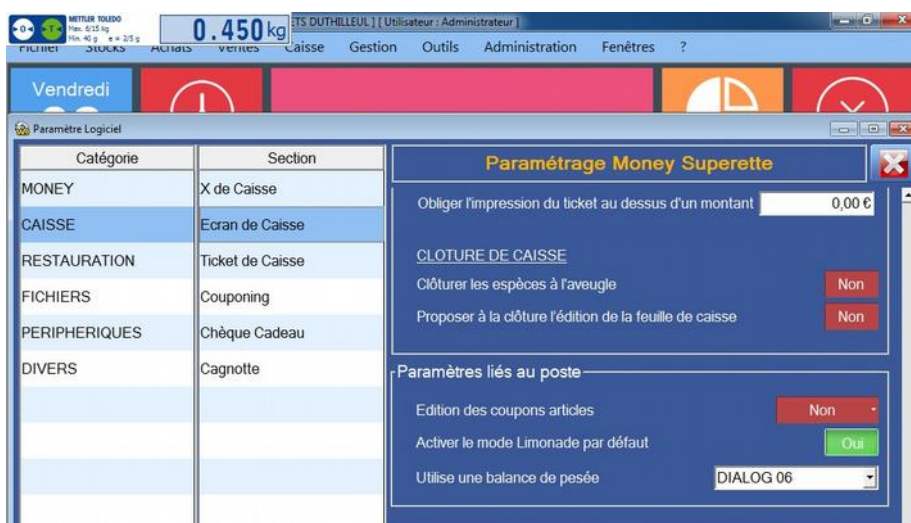 METTLER TOLEDO
Max. 6/15 kg
Min. 40 g e = 2/5 g
0.450 kg
ETS DUTHILLEUL ] [ Utilisateur : Administrateur ]
Fichier Stocks Achats Ventes Caisse Gestion Outils Administration Fenêtres ?
Vendredi
Paramètre Logiciel
Catégorie Section
Paramétrage Money Superette
MONEY
CAISSE
RESTAURATION
FICHIERS
PERIPHERIQUES
DIVERS
X de Caisse
Ecran de Caisse
Ticket de Caisse
Couponing
Chèque Cadeau
Cagnotte
Obliger l'impression du ticket au dessus d'un montant 0,00 €
CLOTURE DE CAISSE
Clôturer les espèces à l'aveugle Non
Proposer à la clôture l'édition de la feuille de caisse Non
Paramètres liés au poste
Edition des coupons articles Non
Activer le mode Limonade par défaut Oui
Utilise une balance de pesée DIALOG 06